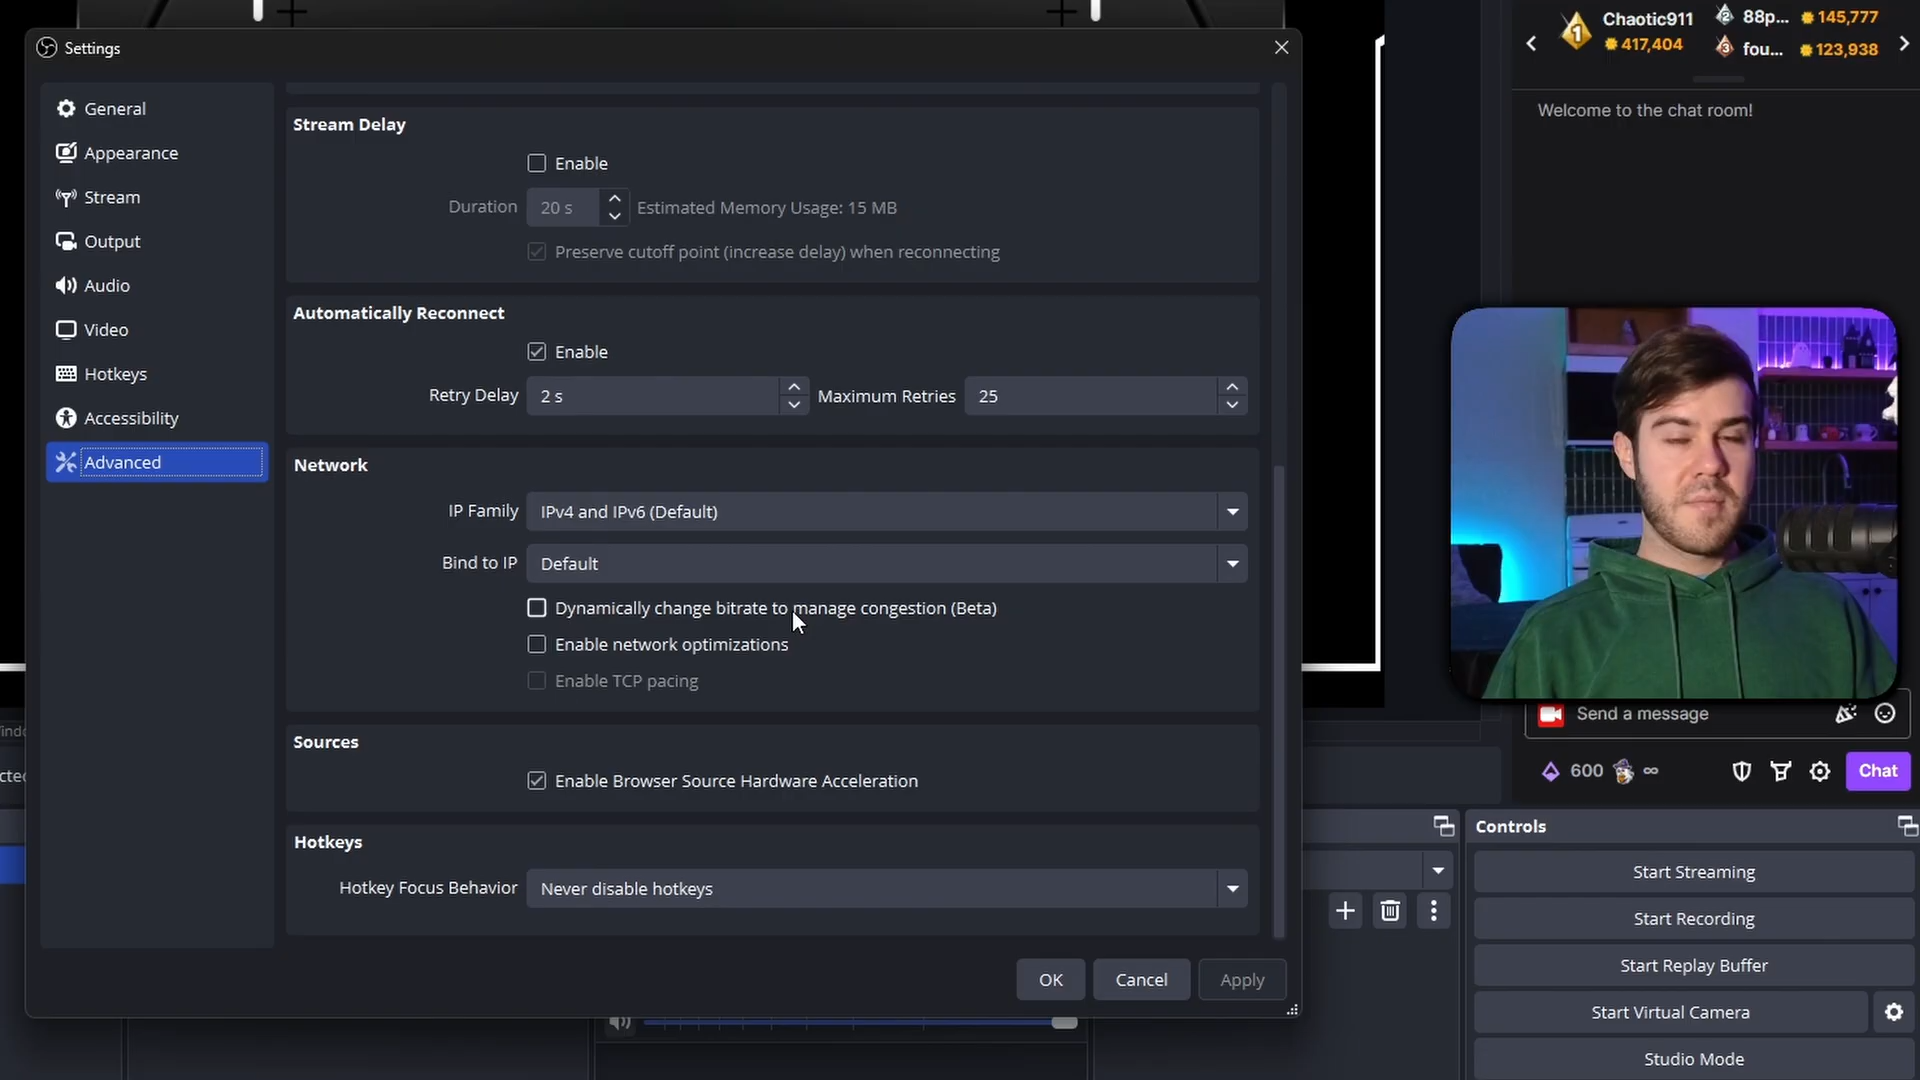 Settings
General
Appearance
Stream
Output
Audio
Video
Hotkeys
Accessibility
Advanced
Stream Delay
Enable
Duration 20 s Estimated Memory Usage: 15 MB
Preserve cutoff point (increase delay) when reconnecting
Automatically Reconnect
Enable
Retry Delay 2 s Maximum Retries 25
Network
IP Family IPv4 and IPv6 (Default)
Bind to IP Default
Dynamically change bitrate to manage congestion (Beta)
Enable network optimizations
Enable TCP pacing
Sources
Enable Browser Source Hardware Acceleration
Hotkeys
Hotkey Focus Behavior Never disable hotkeys
OK Cancel Apply
1 Chaotic911 2 88p... 145,777
417,404 3 fou... 123,938
Welcome to the chat room!
Send a message
600 ∞ Chat
Controls
Start Streaming
Start Recording
Start Replay Buffer
Start Virtual Camera
Studio Mode